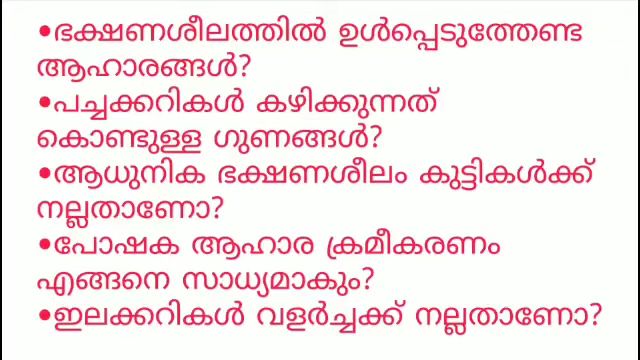 •ഭക്ഷണശീലത്തിൽ ഉൾപ്പെടുത്തേണ്ട
ആഹാരങ്ങൾ?
•പച്ചക്കറികൾ കഴിക്കുന്നത്
കൊണ്ടുള്ള ഗുണങ്ങൾ?
•ആധുനിക ഭക്ഷണശീലം കുട്ടികൾക്ക്
നല്ലതാണോ?
•പോഷക ആഹാര ക്രമീകരണം
എങ്ങനെ സാധ്യമാകും?
•ഇലക്കറികൾ വളർച്ചക്ക് നല്ലതാണോ?